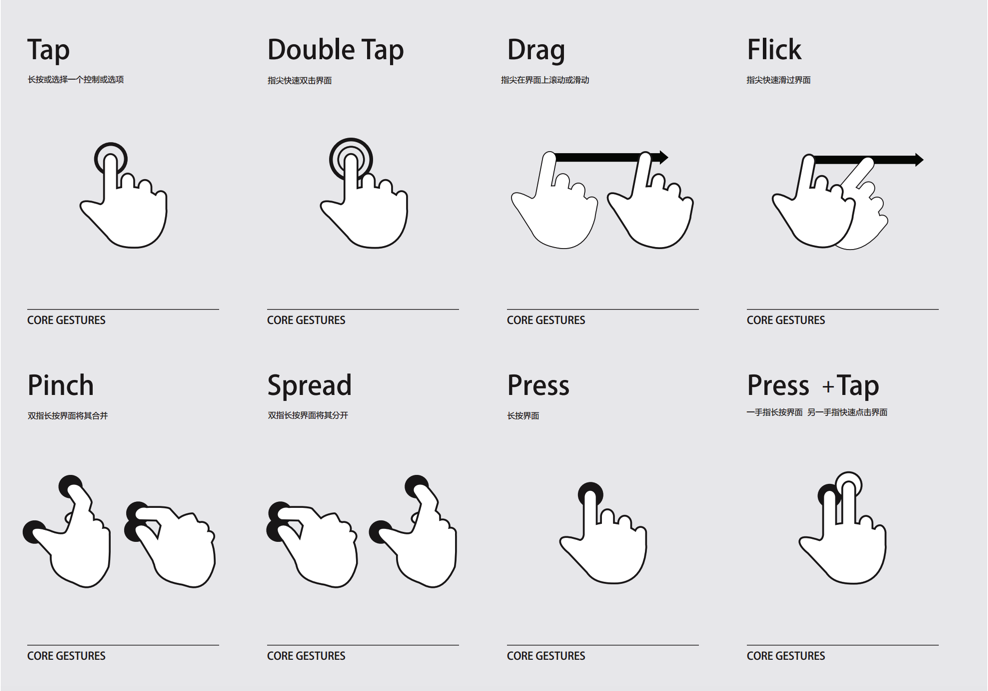 Tap
长按或选择一个控制或选项
Double Tap
指尖快速双击界面
Drag
指尖在界面上滚动或滑动
Flick
指尖快速滑过界面
CORE GESTURES
CORE GESTURES
CORE GESTURES
CORE GESTURES
Pinch
双指长按界面将其合并
Spread
双指长按界面将其分开
Press
长按界面
Press +Tap
一手指长按界面 另一手指快速点击界面
CORE GESTURES
CORE GESTURES
CORE GESTURES
CORE GESTURES